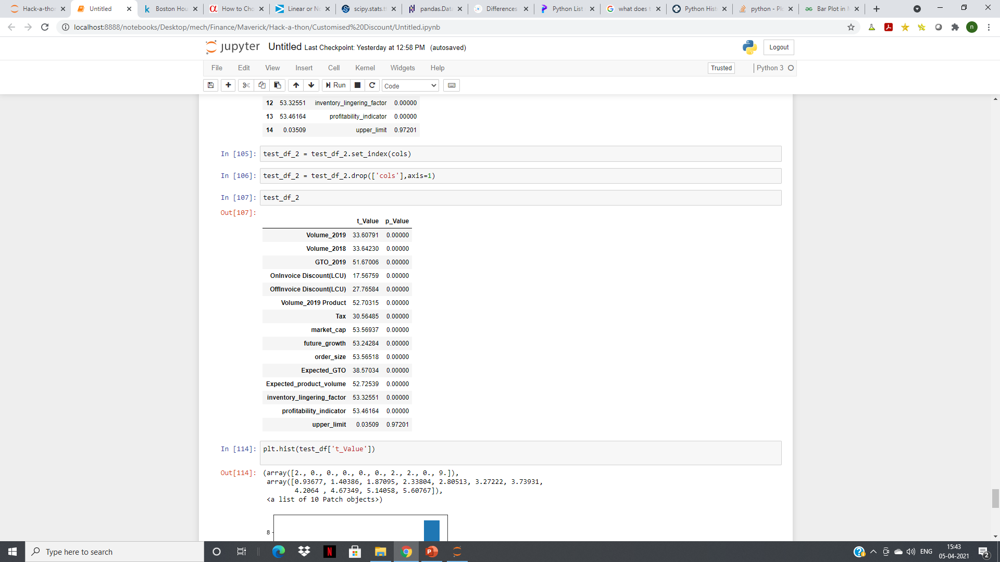 Hack-a-thor
Untitled
Boston Hou
How to Cho
Linear or No
scipy.stats.t
pandas.Data
Differences
Python List
what does t
Python Hist
python - Plo
Bar Plot in
localhost:8888/notebooks/Desktop/mech/Finance/Maverick/Hack-a-thon/Customised%20Discount/Untitled.ipynb
n
jupyter Untitled Last Checkpoint: Yesterday at 12:58 PM (autosaved)
Logout
File Edit View Insert Cell Kernel Widgets Help
Trusted
Python 3
Run
Code
12 53.32551 inventory_lingering_factor 0.00000
13 53.46164 profitability_indicator 0.00000
14 0.03509 upper_limit 0.97201
In [105]: test_df_2 = test_df_2.set_index(cols)
In [106]: test_df_2 = test_df_2.drop(['cols'],axis=1)
In [107]: test_df_2
Out[107]:
t_Value p_Value
Volume_2019 33.60791 0.00000
Volume_2018 33.64230 0.00000
GTO_2019 51.67006 0.00000
OnInvoice Discount(LCU) 17.56759 0.00000
OffInvoice Discount(LCU) 27.76584 0.00000
Volume_2019 Product 52.70315 0.00000
Tax 30.56485 0.00000
market_cap 53.56937 0.00000
future_growth 53.24284 0.00000
order_size 53.56518 0.00000
Expected_GTO 38.57034 0.00000
Expected_product_volume 52.72539 0.00000
inventory_lingering_factor 53.32551 0.00000
profitability_indicator 53.46164 0.00000
upper_limit 0.03509 0.97201
In [114]: plt.hist(test_df['t_Value'])
Out[114]: (array([2., 0., 0., 0., 0., 0., 2., 2., 0., 9.]),
array([0.93677, 1.40386, 1.87095, 2.33804, 2.80513, 3.27222, 3.73931,
4.2064 , 4.67349, 5.14058, 5.60767]),
<a list of 10 Patch objects>)
8
Type here to search
ENG
15:43
05-04-2021
2